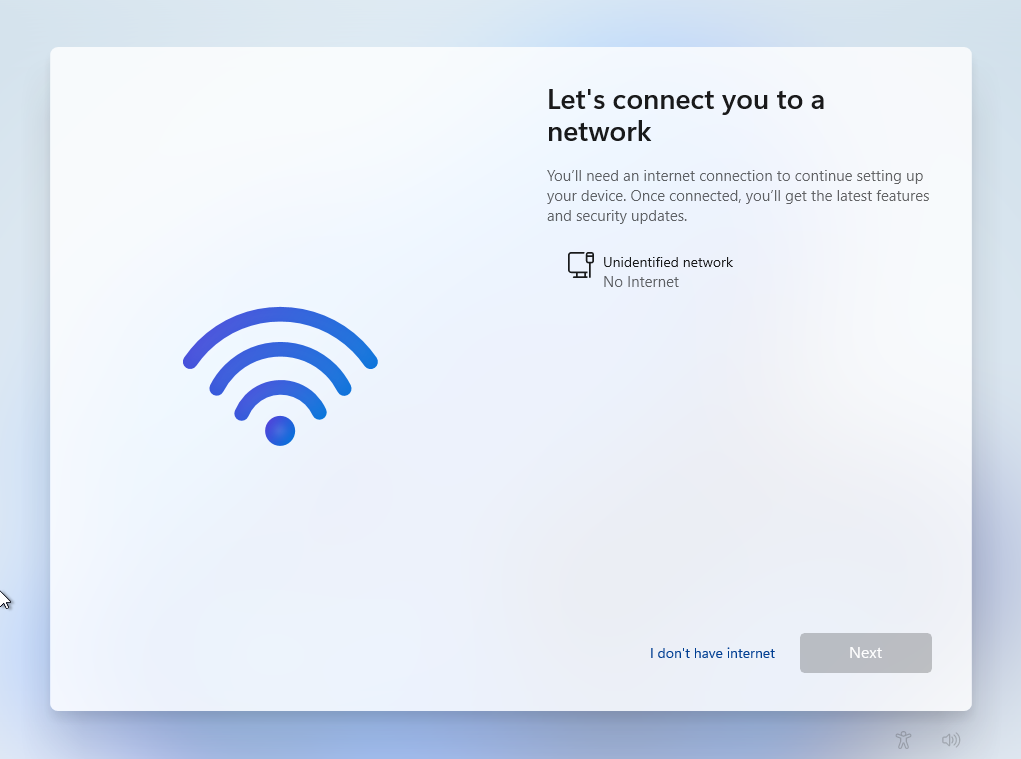 Let's connect you to a
network
You’ll need an internet connection to continue setting up
your device. Once connected, you’ll get the latest features
and security updates.
Unidentified network
No Internet
I don't have internet
Next